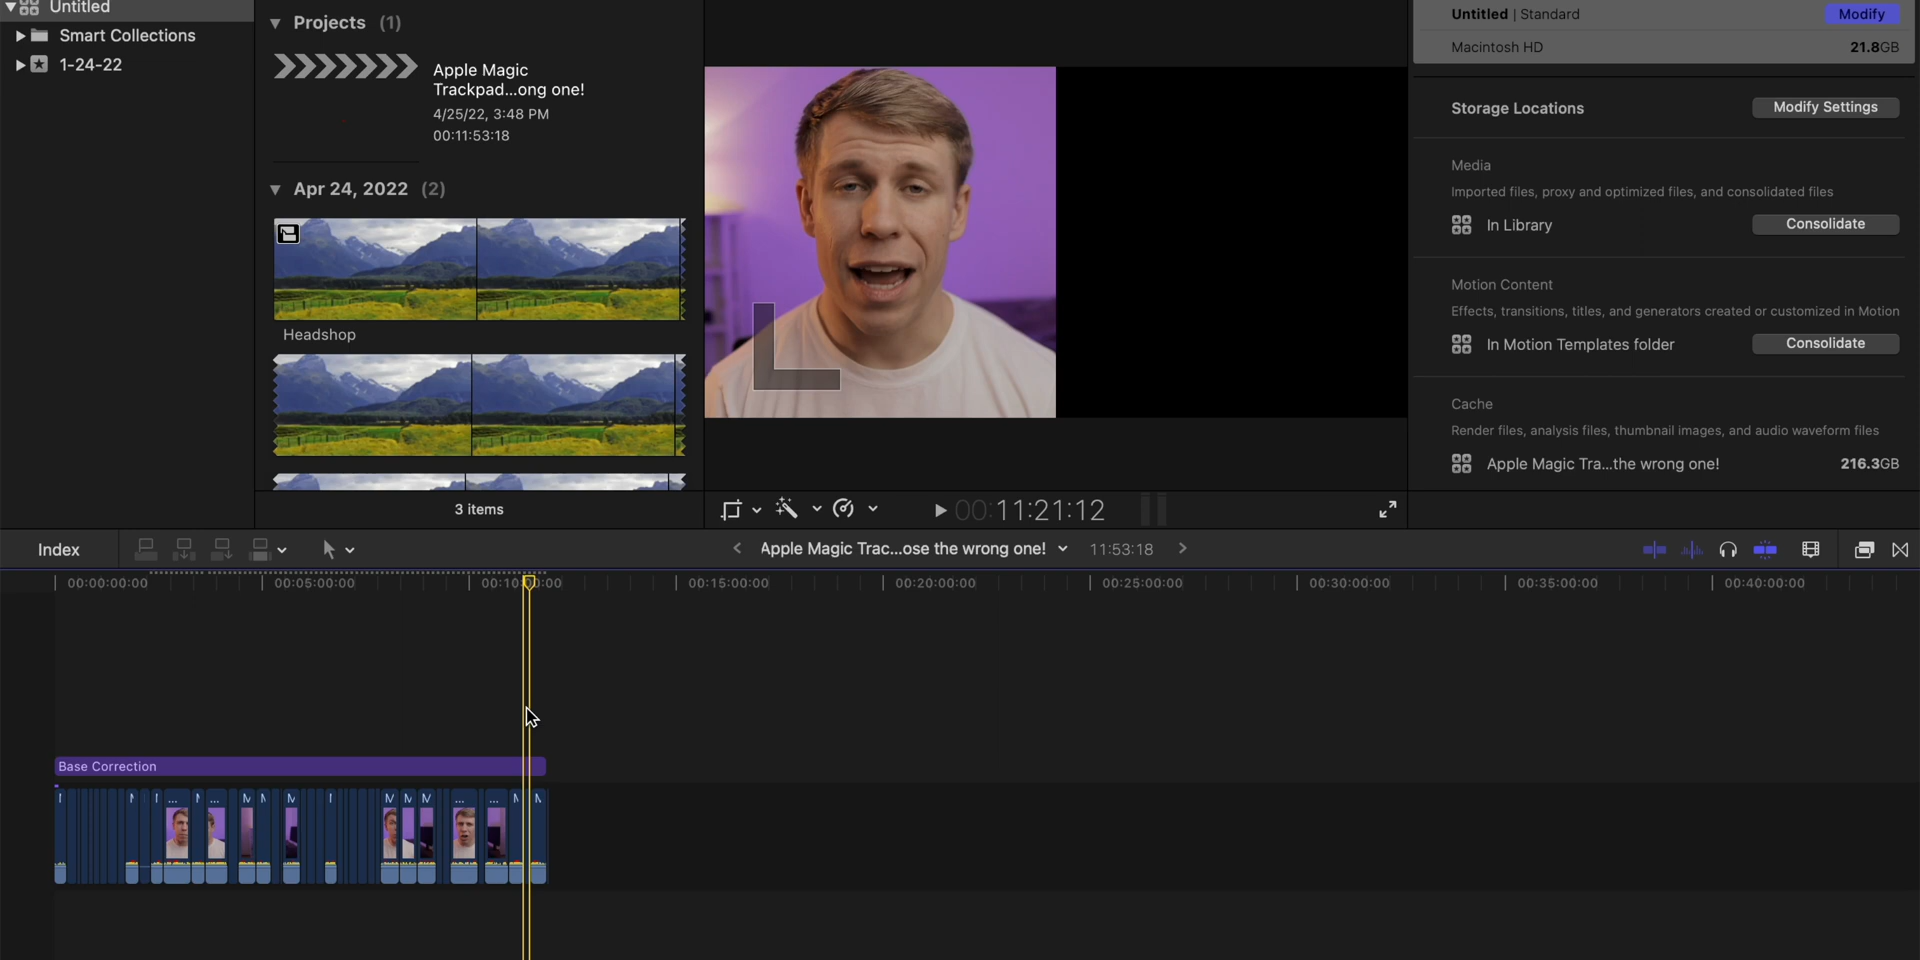 Untitled
Smart Collections
1-24-22
Projects (1)
Apple Magic
Trackpad...ong one!
4/25/22, 3:48 PM
00:11:53:18
Apr 24, 2022 (2)
Headshop
3 items
Untitled | Standard
Modify
Macintosh HD
21.8GB
Storage Locations
Modify Settings
Media
Imported files, proxy and optimized files, and consolidated files
In Library
Consolidate
Motion Content
Effects, transitions, titles, and generators created or customized in Motion
In Motion Templates folder
Consolidate
Cache
Render files, analysis files, thumbnail images, and audio waveform files
Apple Magic Tra...the wrong one!
216.3GB
00:11:21:12
Index
Apple Magic Trac...ose the wrong one!
11:53:18
00:00:00:00
00:05:00:00
00:10:00:00
00:15:00:00
00:20:00:00
00:25:00:00
00:30:00:00
00:35:00:00
00:40:00:00
Base Correction